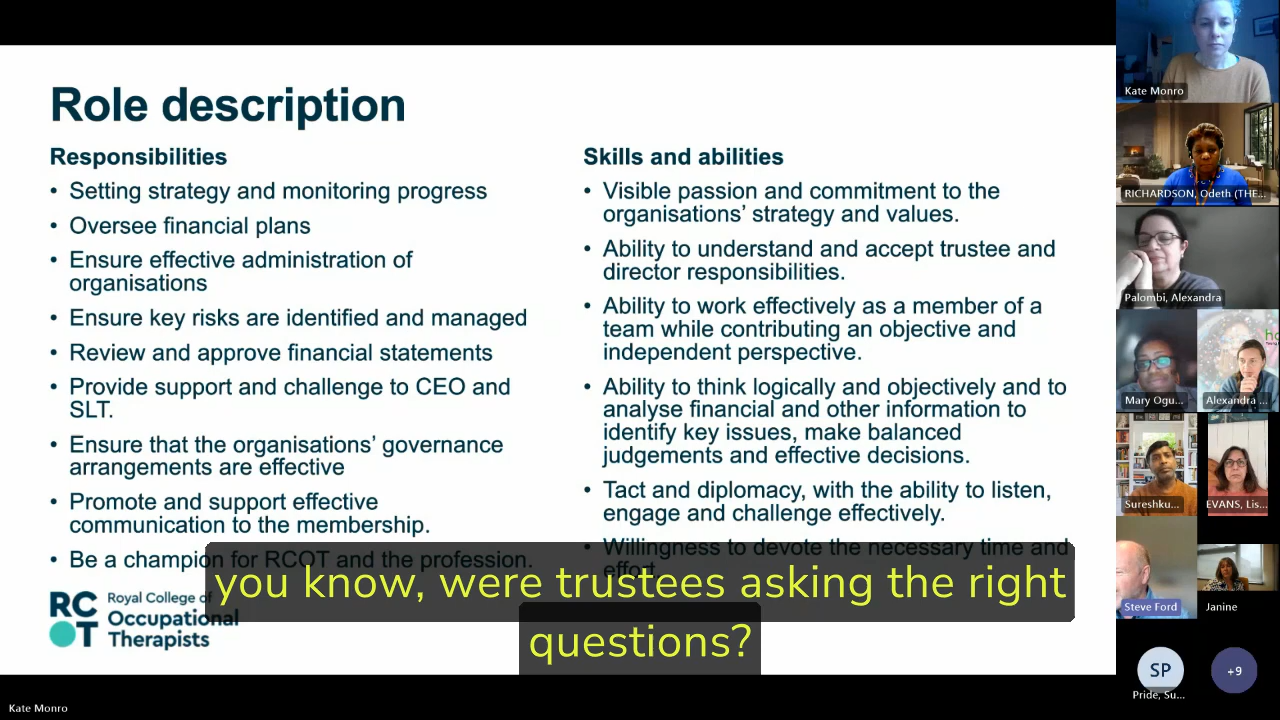 Role description
Responsibilities
• Setting strategy and monitoring progress
• Oversee financial plans
• Ensure effective administration of
organisations
• Ensure key risks are identified and managed
• Review and approve financial statements
• Provide support and challenge to CEO and
SLT.
• Ensure that the organisations' governance
arrangements are effective
• Promote and support effective
communication to the membership.
• Be a champion for RCOT and the profession.
Skills and abilities
• Visible passion and commitment to the
organisations' strategy and values.
• Ability to understand and accept trustee and
director responsibilities.
• Ability to work effectively as a member of a
team while contributing an objective and
independent perspective.
• Ability to think logically and objectively and to
analyse financial and other information to
identify key issues, make balanced
judgements and effective decisions.
• Tact and diplomacy, with the ability to listen,
engage and challenge effectively.
• Willingness to devote the necessary time and
effort
RC
OT
Royal College of
Occupational
Therapists
you know, were trustees asking the right
questions?
Kate Monro
Kate Monro
RICHARDSON, Odeth (THE...
Palombi, Alexandra
Mary Ogu...
Alexandra ...
Sureshku...
EVANS, Lis...
Steve Ford
Janine
SP
Pride, Su...
+9